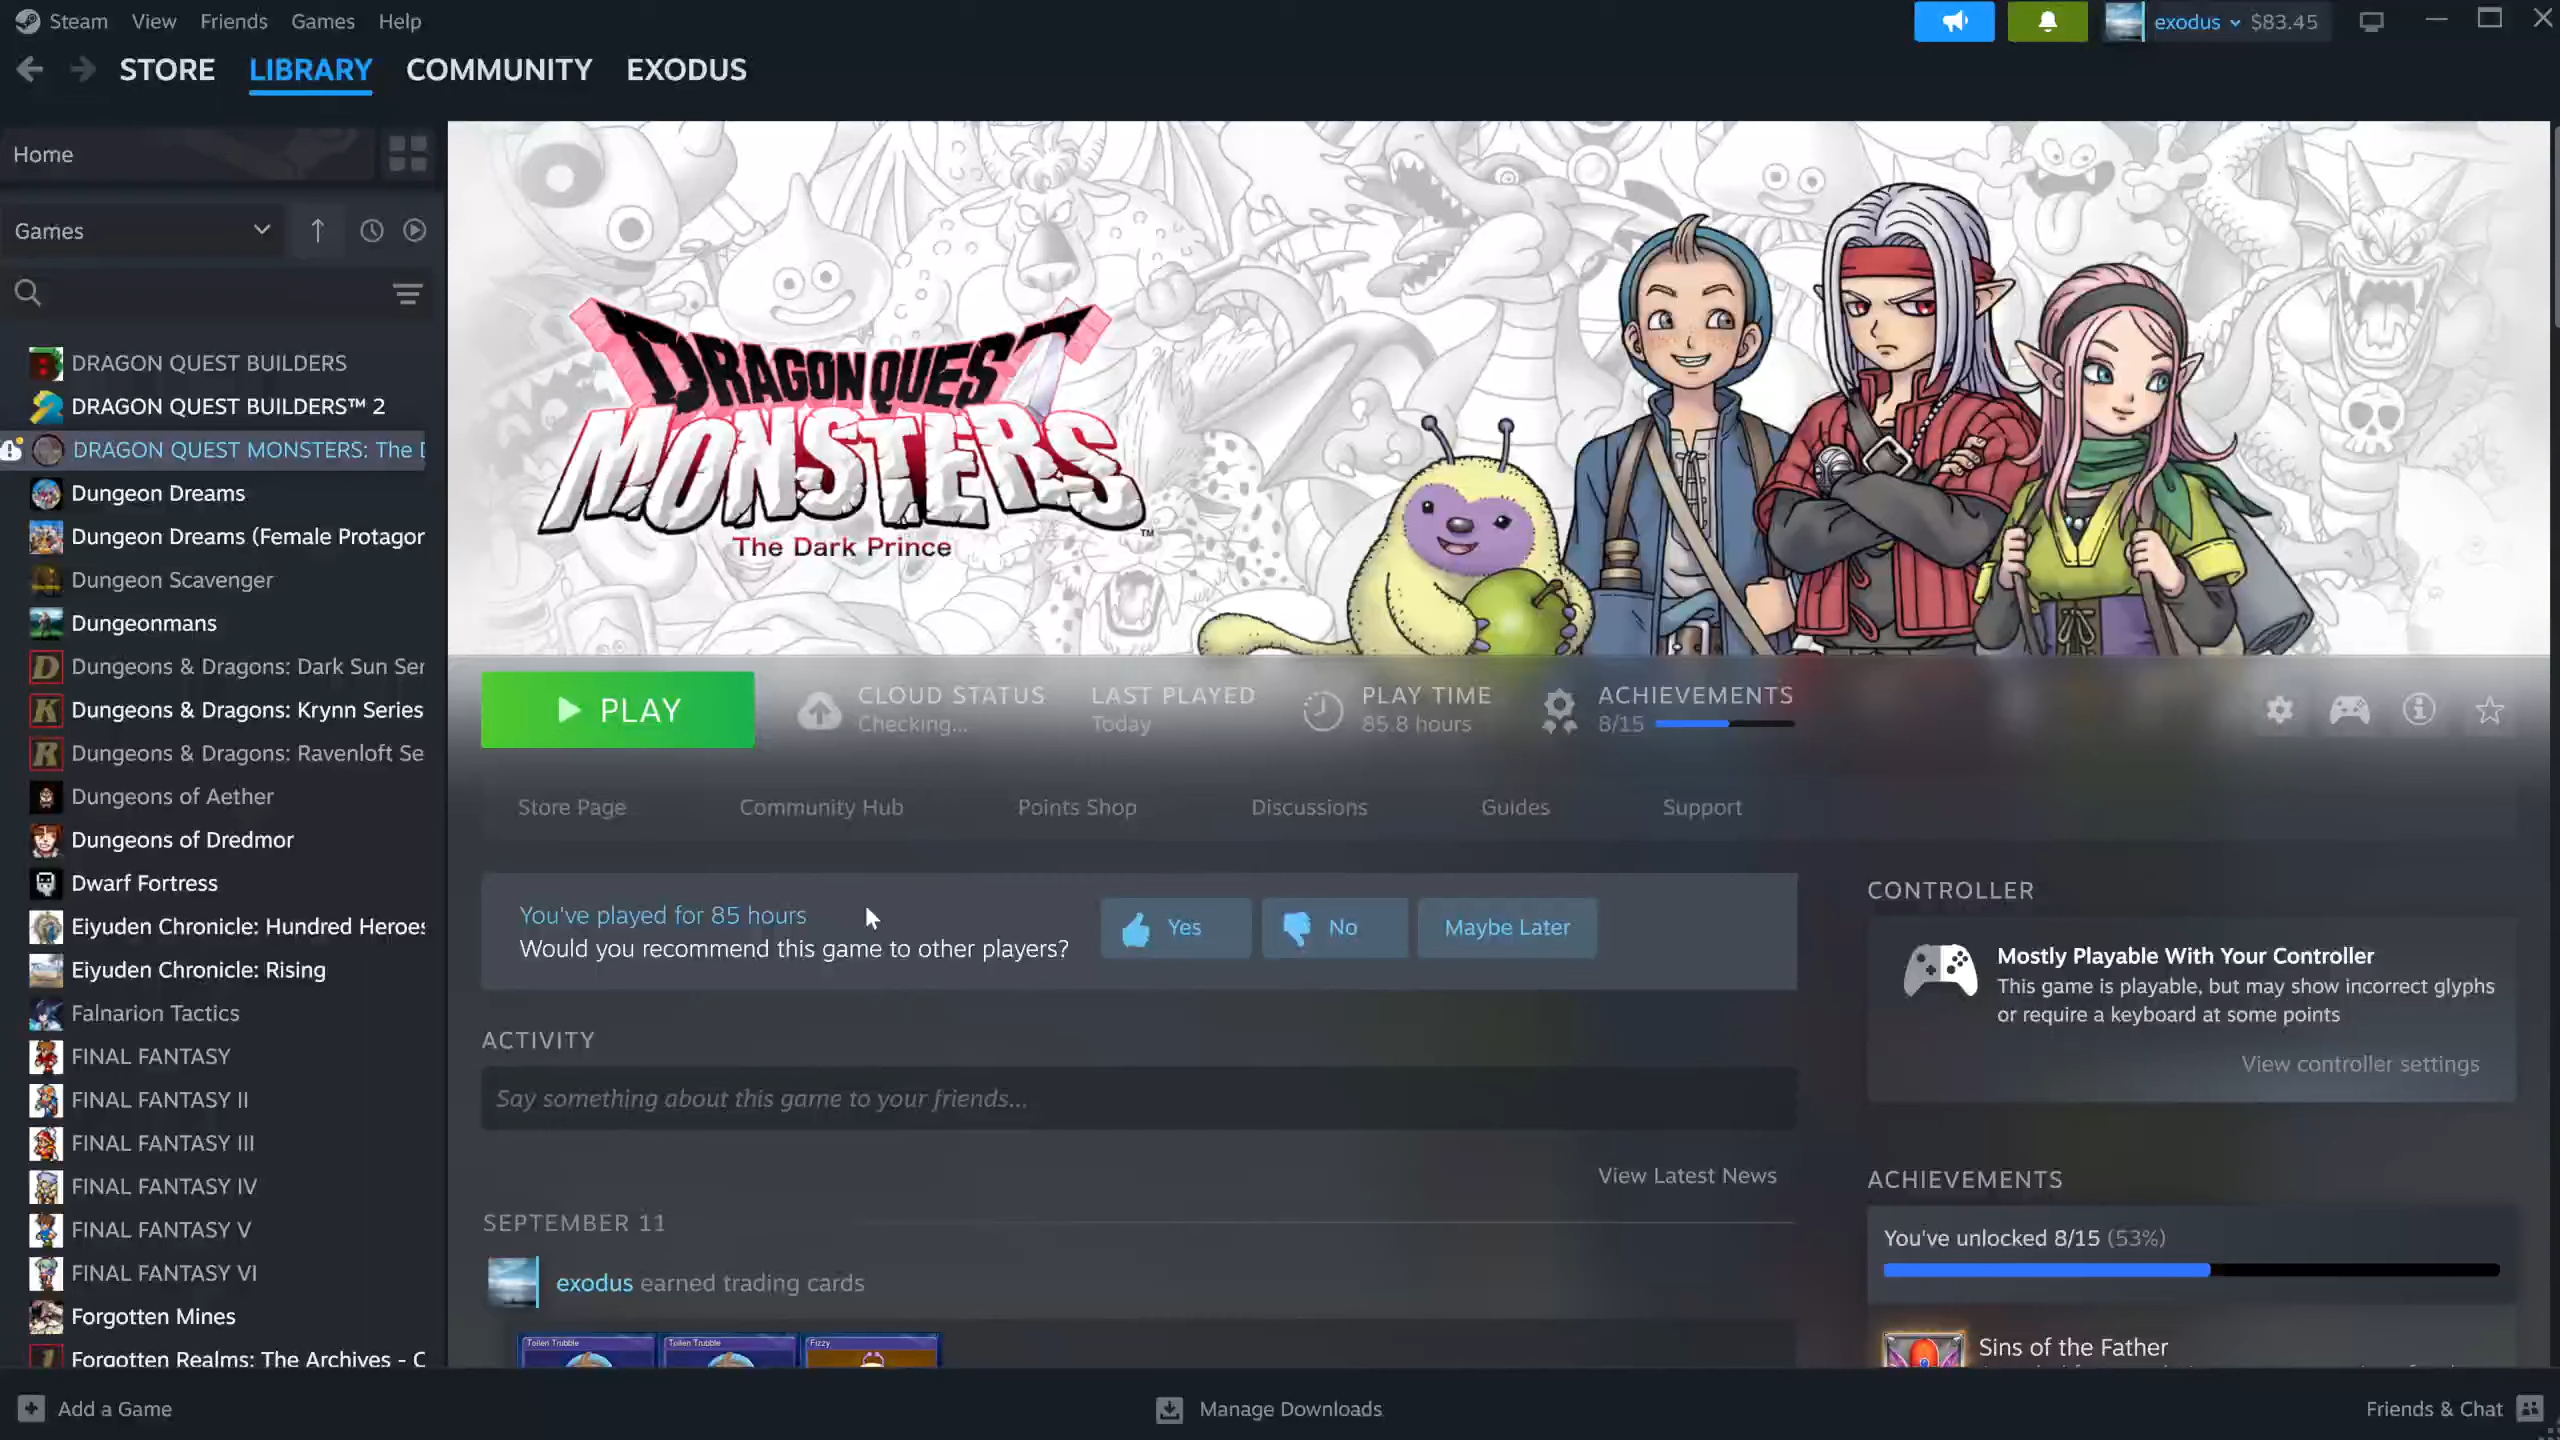 Steam View Friends Games Help
exodus $83.45
STORE LIBRARY COMMUNITY EXODUS
Home
Games
DRAGON QUEST BUILDERS
DRAGON QUEST BUILDERS™ 2
DRAGON QUEST MONSTERS: The D
Dungeon Dreams
Dungeon Dreams (Female Protagor
Dungeon Scavenger
Dungeonmans
Dungeons & Dragons: Dark Sun Ser
Dungeons & Dragons: Krynn Series
Dungeons & Dragons: Ravenloft Se
Dungeons of Aether
Dungeons of Dredmor
Dwarf Fortress
Eiyuden Chronicle: Hundred Heroes
Eiyuden Chronicle: Rising
Falnarion Tactics
FINAL FANTASY
FINAL FANTASY II
FINAL FANTASY III
FINAL FANTASY IV
FINAL FANTASY V
FINAL FANTASY VI
Forgotten Mines
Forgotten Realms: The Archives - C
DRAGON QUEST
MONSTERS™
The Dark Prince
PLAY
CLOUD STATUS
Checking...
LAST PLAYED
Today
PLAY TIME
85.8 hours
ACHIEVEMENTS
8/15
Store Page Community Hub Points Shop Discussions Guides Support
You've played for 85 hours
Would you recommend this game to other players?
Yes No Maybe Later
ACTIVITY
Say something about this game to your friends...
View Latest News
SEPTEMBER 11
exodus earned trading cards
Toilen Trubble Toilen Trubble Fizzy
CONTROLLER
Mostly Playable With Your Controller
This game is playable, but may show incorrect glyphs
or require a keyboard at some points
View controller settings
ACHIEVEMENTS
You've unlocked 8/15 (53%)
Sins of the Father
Add a Game
Manage Downloads
Friends & Chat